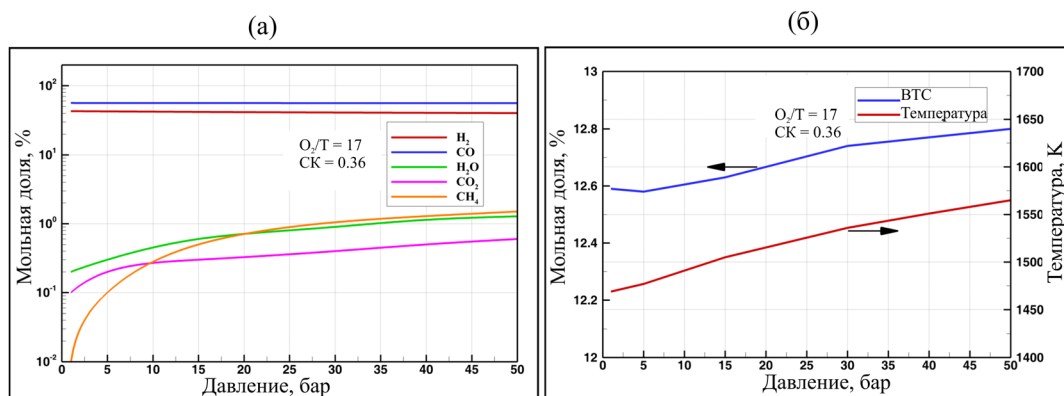 (а)
(б)
Мольная доля, %
10²
10¹
10⁰
10⁻¹
10⁻²
O₂/T = 17
СК = 0.36
H₂
CO
H₂O
CO₂
CH₄
0 5 10 15 20 25 30 35 40 45 50
Давление, бар
Мольная доля, %
13
12.8
12.6
12.4
12.2
12
O₂/T = 17
СК = 0.36
ВТС
Температура
1700
1650
1600
1550
1500
1450
1400
Температура, K
0 5 10 15 20 25 30 35 40 45 50
Давление, бар